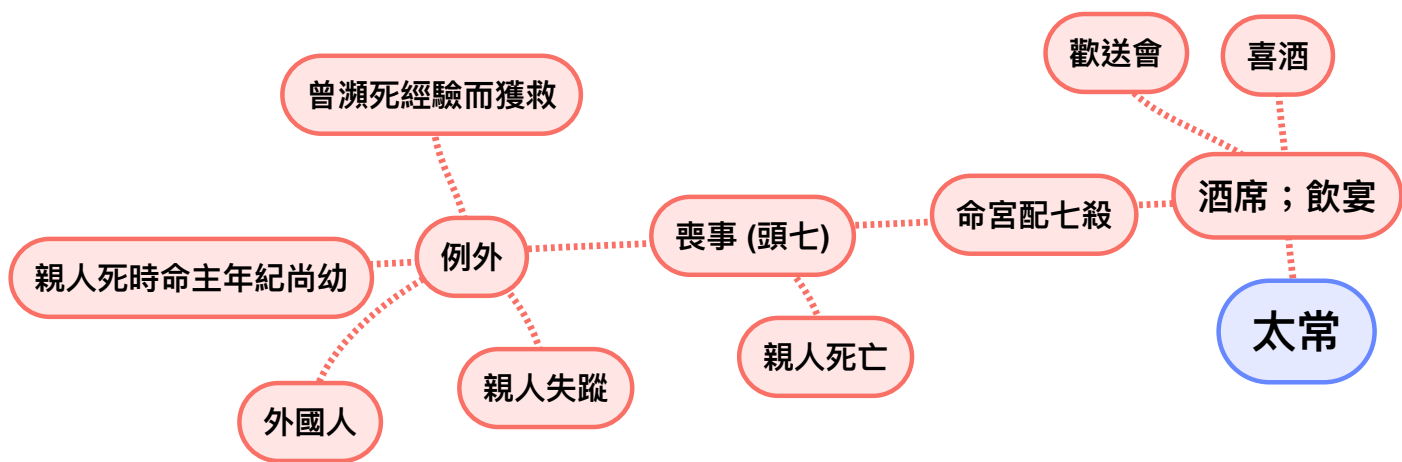 歡送會
喜酒
曾瀕死經驗而獲救
酒席；飲宴
命宮配七殺
喪事 (頭七)
例外
親人死時命主年紀尚幼
太常
親人死亡
親人失蹤
外國人